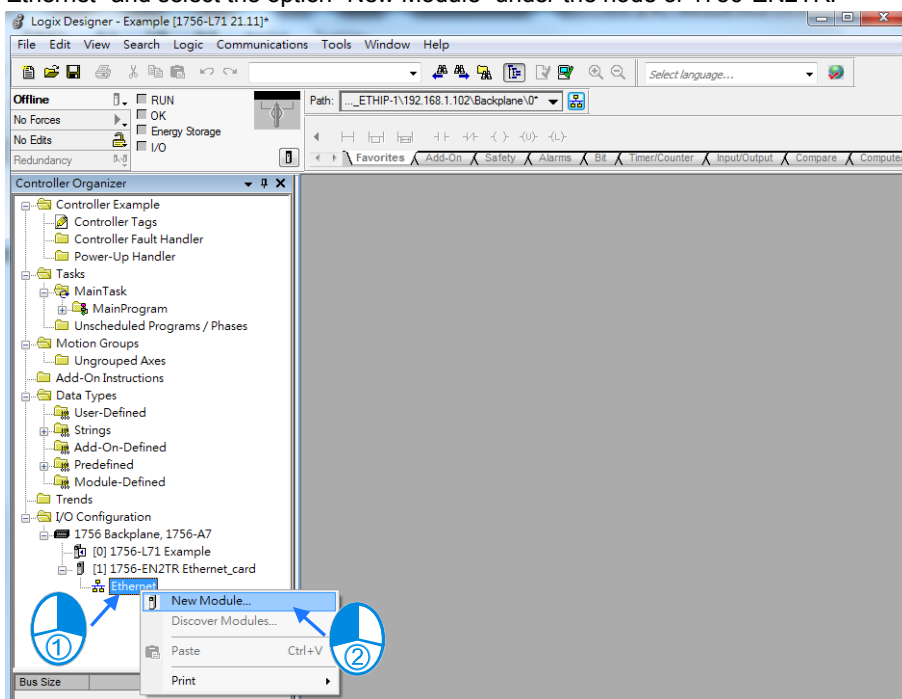 Ethernet" and select the option "New Module" under the node of 1756-EN2TR.
Logix Designer - Example [1756-L71 21.11]*
File Edit View Search Logic Communications Tools Window Help
Select language...
Offline RUN
No Forces OK
No Edits Energy Storage
Redundancy I/O
Path: ..._ETHIP-1\192.168.1.102\Backplane\0*
Favorites Add-On Safety Alarms Bit Timer/Counter Input/Output Compare Compute
Controller Organizer
Controller Example
Controller Tags
Controller Fault Handler
Power-Up Handler
Tasks
MainTask
MainProgram
Unscheduled Programs / Phases
Motion Groups
Ungrouped Axes
Add-On Instructions
Data Types
User-Defined
Strings
Add-On-Defined
Predefined
Module-Defined
Trends
I/O Configuration
1756 Backplane, 1756-A7
[0] 1756-L71 Example
[1] 1756-EN2TR Ethernet_card
Ethernet
New Module...
Discover Modules...
Paste Ctrl+V
Print
①
②
Bus Size